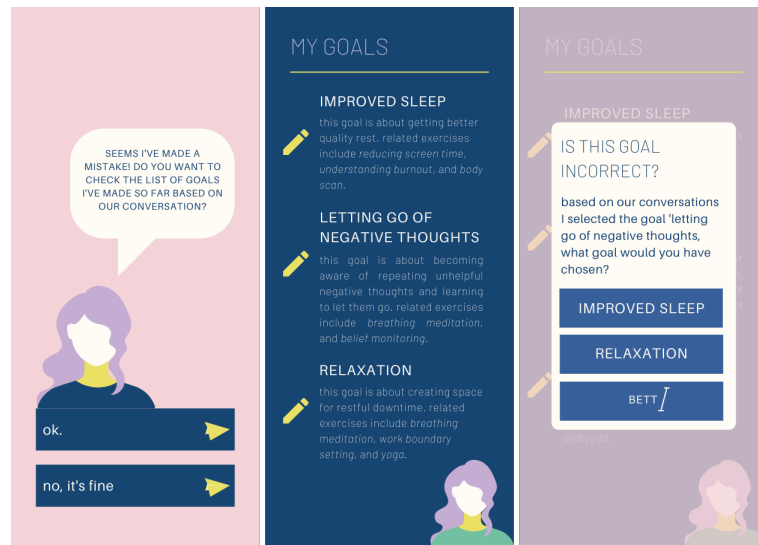 SEEMS I'VE MADE A
MISTAKE! DO YOU WANT TO
CHECK THE LIST OF GOALS
I'VE MADE SO FAR BASED ON
OUR CONVERSATION?
ok.
no, it's fine
MY GOALS
IMPROVED SLEEP
this goal is about getting better
quality rest, related exercises
include reducing screen time,
understanding burnout, and body
scan.
LETTING GO OF
NEGATIVE THOUGHTS
this goal is about becoming
aware of repeating unhelpful
negative thoughts and learning
to let them go. related exercises
include breathing meditation,
and belief monitoring.
RELAXATION
this goal is about creating space
for restful downtime, related
exercises include breathing
meditation, work boundary
setting, and yoga.
MY GOALS
IMPROVED SLEEP
IS THIS GOAL
INCORRECT?
based on our conversations
I selected the goal 'letting
go of negative thoughts,
what goal would you have
chosen?
IMPROVED SLEEP
RELAXATION
BETT
and yoga.